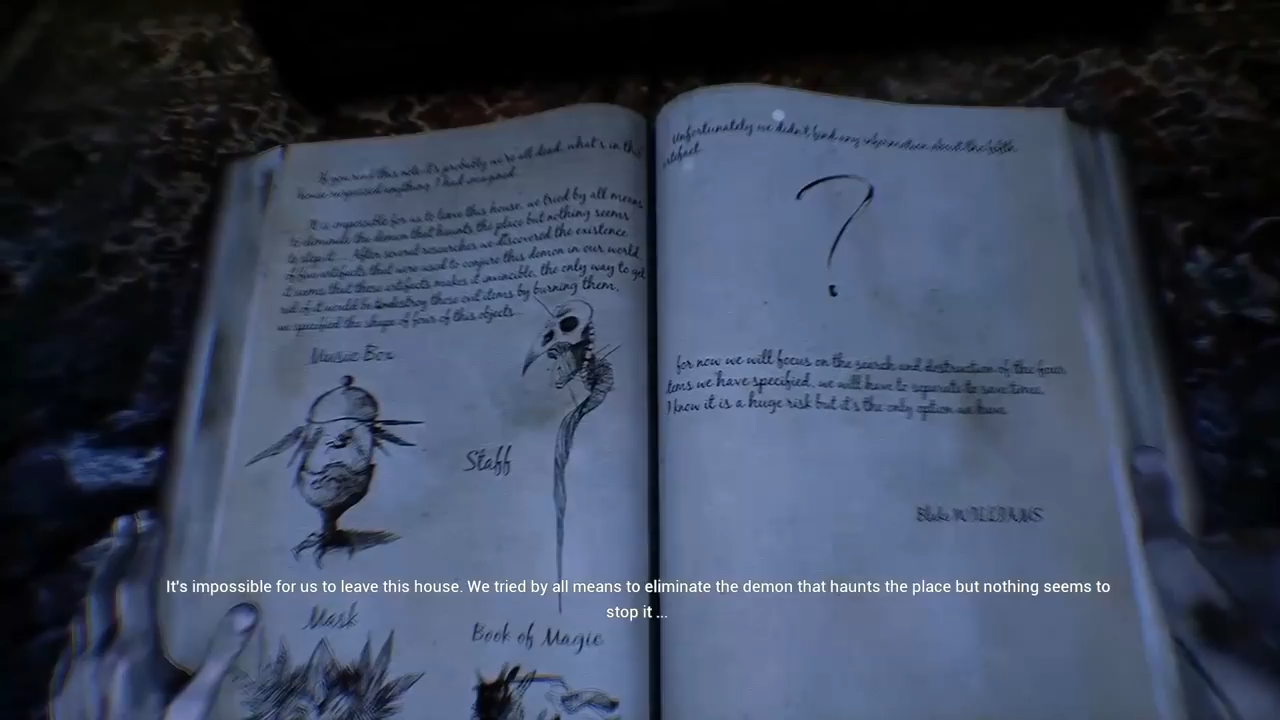 If you read this note it's probably we're all dead, what's in this
house surpassed anything I had imagined.
It is impossible for us to leave this house, we tried by all means
to eliminate the demon that haunts the place but nothing seems
to stop it ... After several researches we discovered the existence
of five artifacts that were used to conjure this demon in our world,
it seems that these artifacts makes it invincible, the only way to get
rid of it would be to destroy these evil items by burning them,
we specified the shape of four of this objects.
Music Box
Staff
Mask
Book of Magic
Unfortunately we didn't find any information about the fifth
artifact.
?
for now we will focus on the search and destruction of the four
items we have specified, we will have to separate to save time,
I know it is a huge risk but it's the only option we have.
Blake WILLIAMS
It's impossible for us to leave this house. We tried by all means to eliminate the demon that haunts the place but nothing seems to
stop it ...